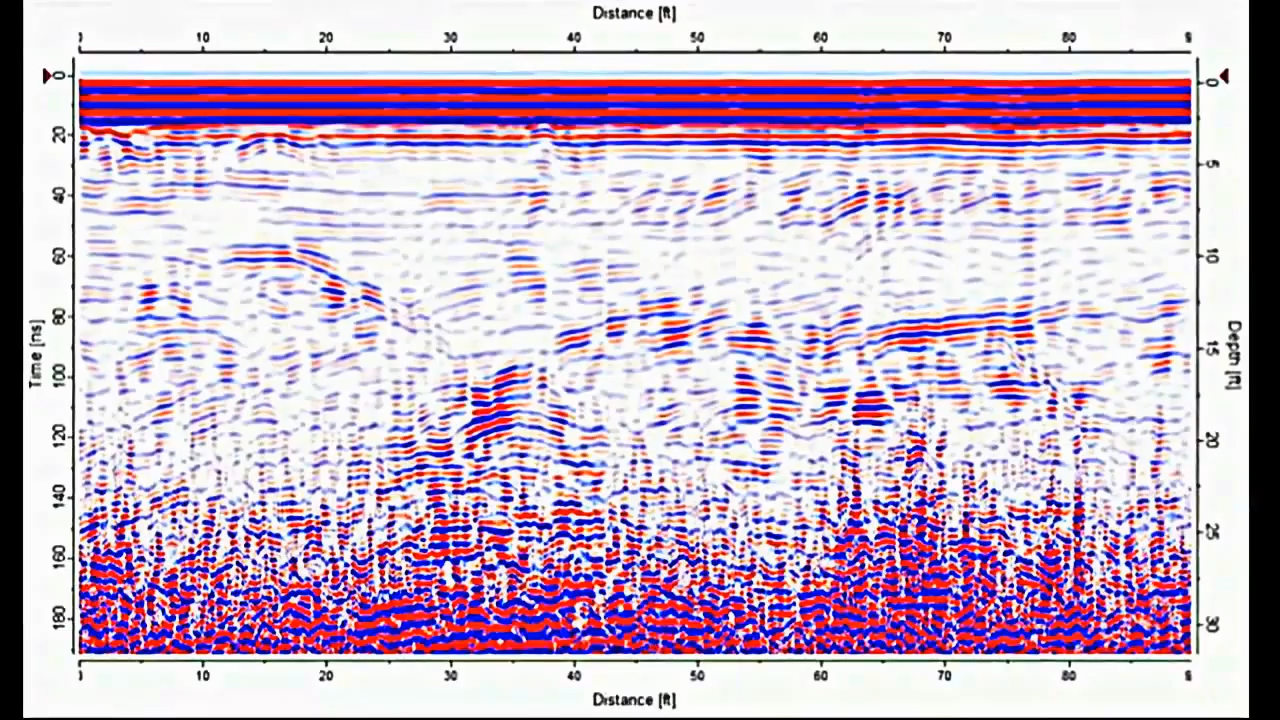 Distance [ft]
10 20 30 40 50 60 70 80 9
0 20 40 60 80 100 120 140 160 180
Time [ns]
0 5 10 15 20 25 30
Depth [ft]
10 20 30 40 50 60 70 80 9
Distance [ft]